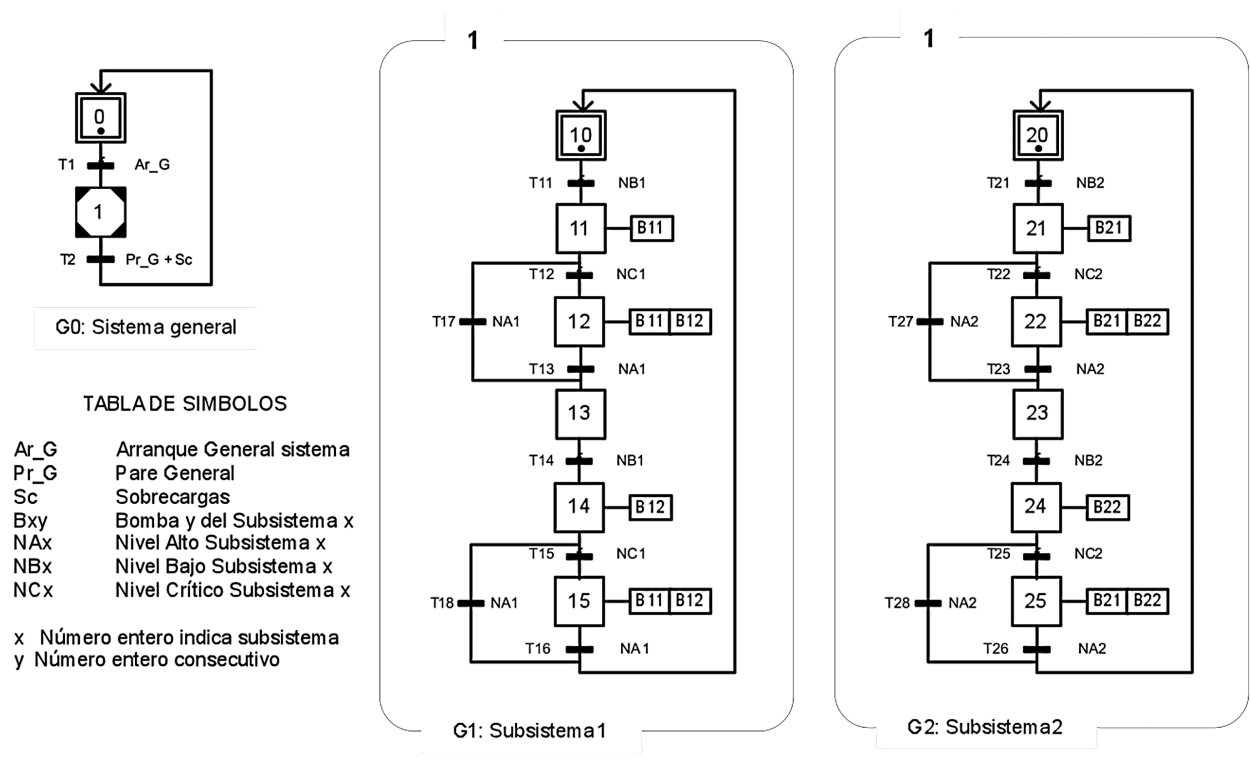 0
T1 Ar_G
1
T2 Pr_G + Sc
G0: Sistema general
TABLA DE SIMBOLOS
Ar_G Arranque General sistema
Pr_G Pare General
Sc Sobrecargas
Bxy Bomba y del Subsistema x
NAx Nivel Alto Subsistema x
NBx Nivel Bajo Subsistema x
NCx Nivel Crítico Subsistema x
x Número entero indica subsistema
y Número entero consecutivo
1
10
T11 NB1
11 B11
T12 NC1
T17 NA1 12 B11 B12
T13 NA1
13
T14 NB1
14 B12
T15 NC1
T18 NA1 15 B11 B12
T16 NA1
G1: Subsistema1
1
20
T21 NB2
21 B21
T22 NC2
T27 NA2 22 B21 B22
T23 NA2
23
T24 NB2
24 B22
T25 NC2
T28 NA2 25 B21 B22
T26 NA2
G2: Subsistema2